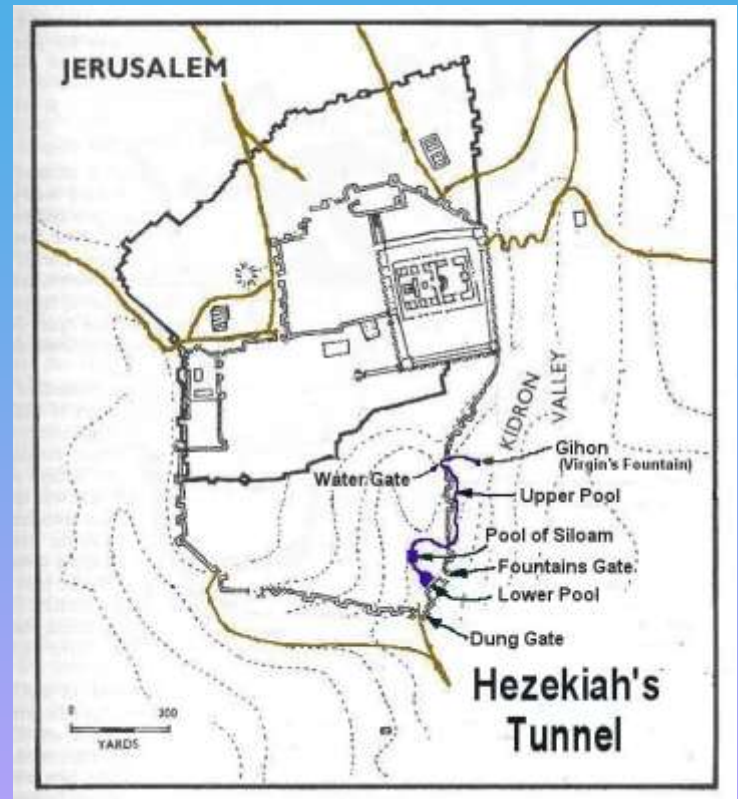 JERUSALEM
KIDRON
VALLEY
Gihon
(Virgin's Fountain)
Water Gate
Upper Pool
Pool of Siloam
Fountains Gate
Lower Pool
Dung Gate
Hezekiah's
Tunnel
0 300
YARDS